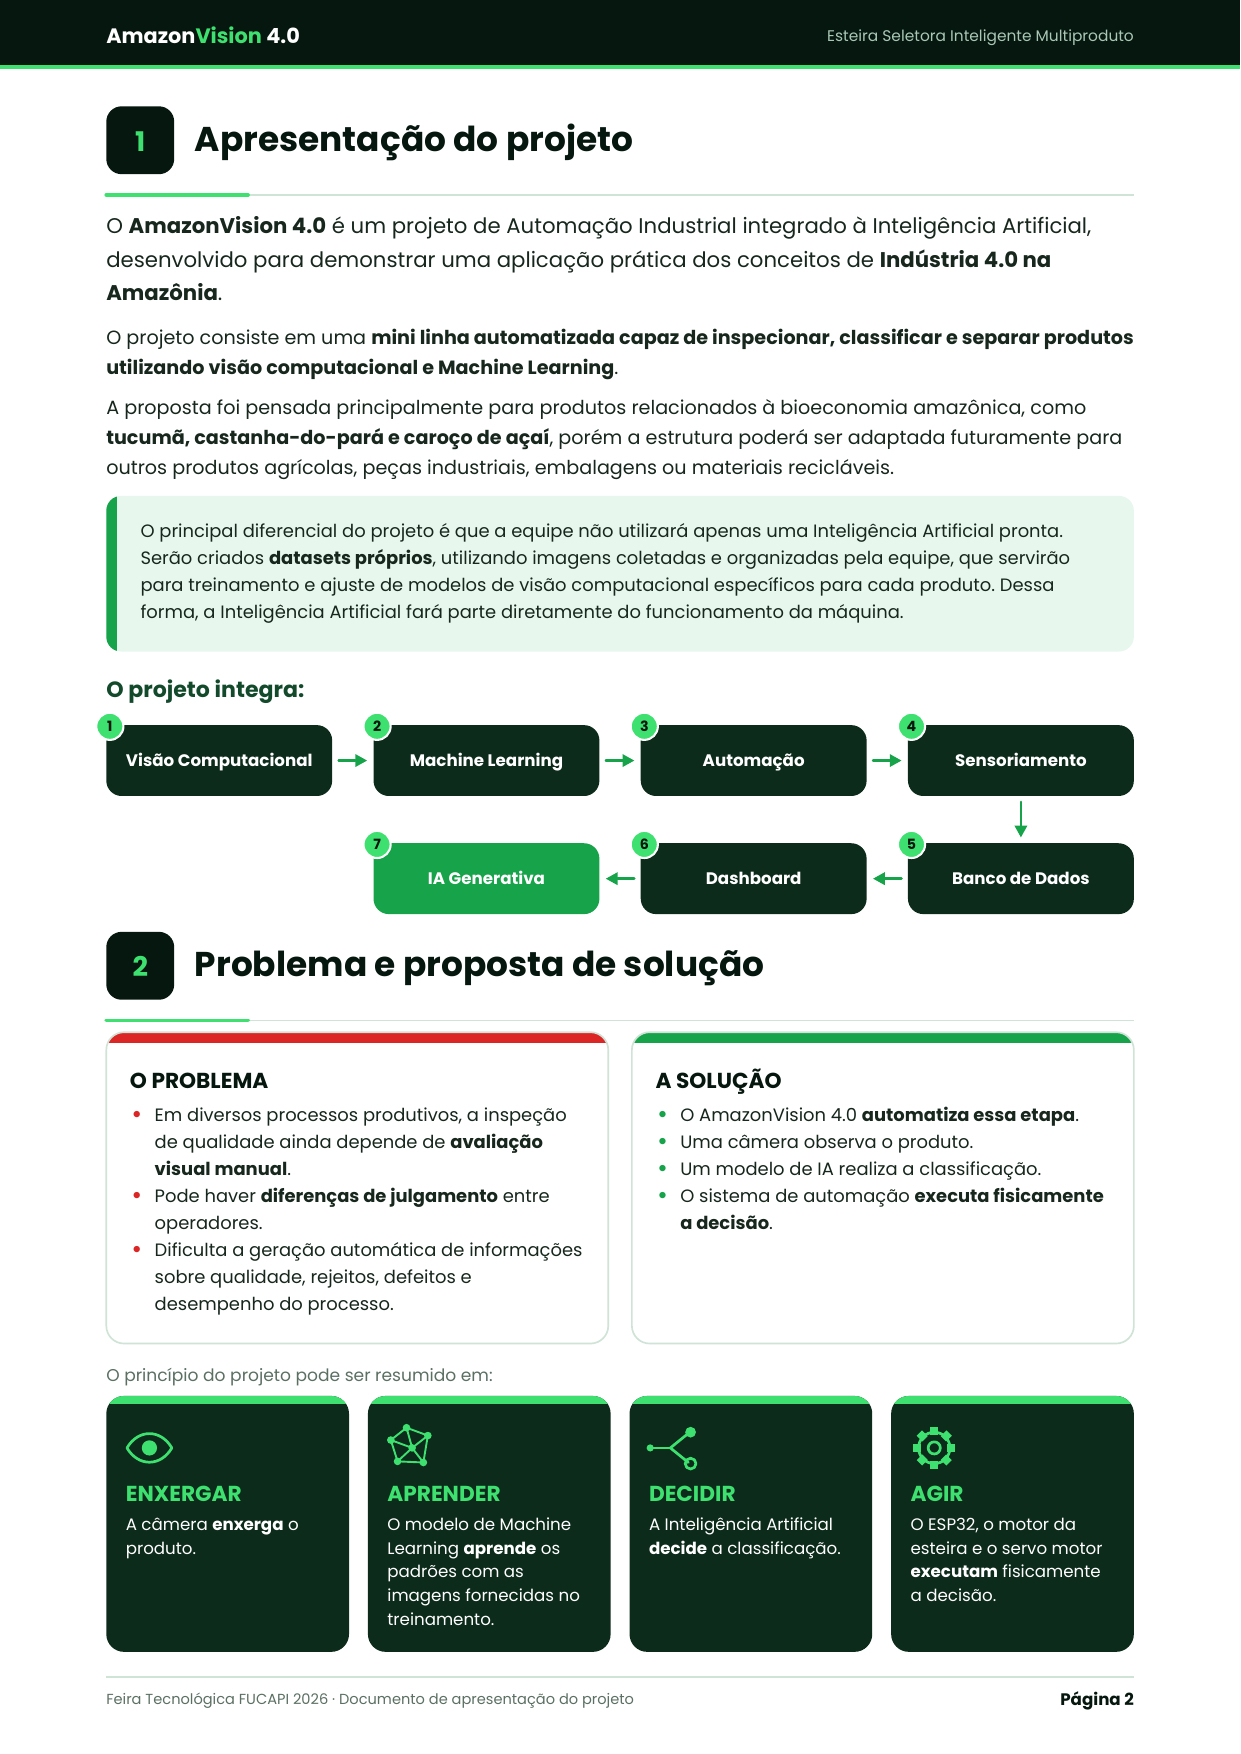 AmazonVision 4.0
Esteira Seletora Inteligente Multiproduto
1
Apresentação do projeto
O AmazonVision 4.0 é um projeto de Automação Industrial integrado à Inteligência Artificial,
desenvolvido para demonstrar uma aplicação prática dos conceitos de Indústria 4.0 na
Amazônia.
O projeto consiste em uma mini linha automatizada capaz de inspecionar, classificar e separar produtos
utilizando visão computacional e Machine Learning.
A proposta foi pensada principalmente para produtos relacionados à bioeconomia amazônica, como
tucumã, castanha-do-pará e caroço de açaí, porém a estrutura poderá ser adaptada futuramente para
outros produtos agrícolas, peças industriais, embalagens ou materiais recicláveis.
O principal diferencial do projeto é que a equipe não utilizará apenas uma Inteligência Artificial pronta.
Serão criados datasets próprios, utilizando imagens coletadas e organizadas pela equipe, que servirão
para treinamento e ajuste de modelos de visão computacional específicos para cada produto. Dessa
forma, a Inteligência Artificial fará parte diretamente do funcionamento da máquina.
O projeto integra:
1
Visão Computacional
2
Machine Learning
3
Automação
4
Sensoriamento
5
Banco de Dados
6
Dashboard
7
IA Generativa
2
Problema e proposta de solução
O PROBLEMA
• Em diversos processos produtivos, a inspeção
de qualidade ainda depende de avaliação
visual manual.
• Pode haver diferenças de julgamento entre
operadores.
• Dificulta a geração automática de informações
sobre qualidade, rejeitos, defeitos e
desempenho do processo.
A SOLUÇÃO
• O AmazonVision 4.0 automatiza essa etapa.
• Uma câmera observa o produto.
• Um modelo de IA realiza a classificação.
• O sistema de automação executa fisicamente
a decisão.
O princípio do projeto pode ser resumido em:
ENXERGAR
A câmera enxerga o
produto.
APRENDER
O modelo de Machine
Learning aprende os
padrões com as
imagens fornecidas no
treinamento.
DECIDIR
A Inteligência Artificial
decide a classificação.
AGIR
O ESP32, o motor da
esteira e o servo motor
executam fisicamente
a decisão.
Feira Tecnológica FUCAPI 2026 · Documento de apresentação do projeto
Página 2